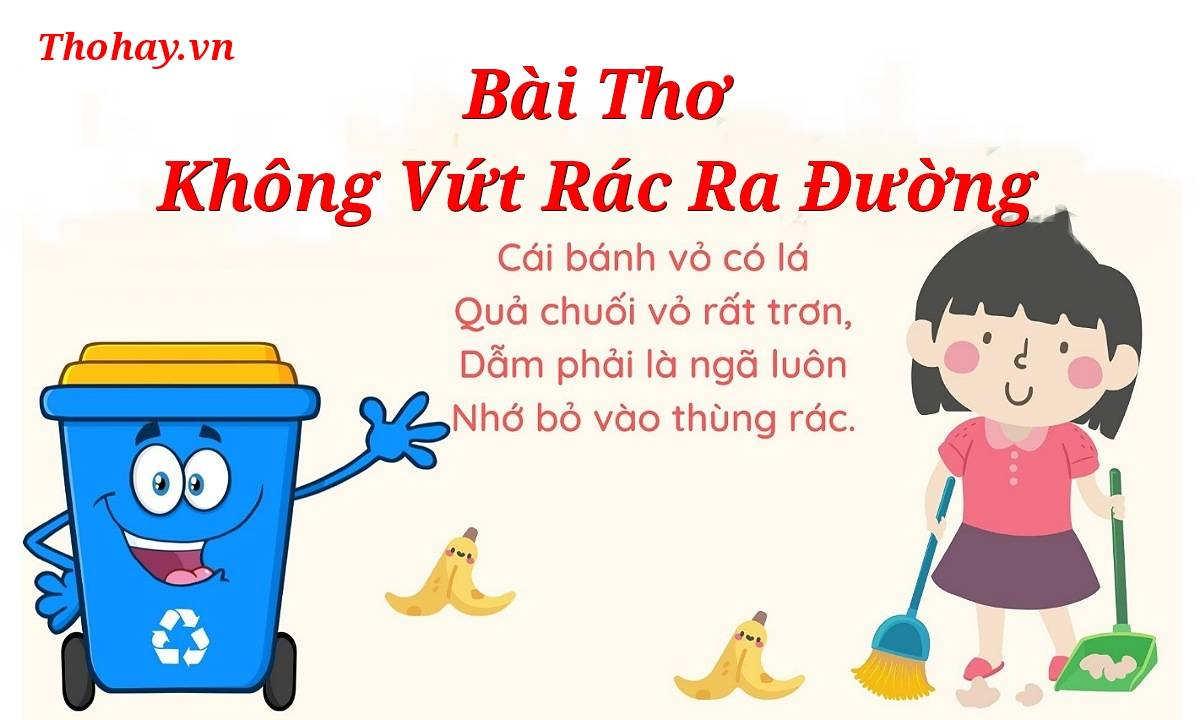 Thohay.vn
Bài Thơ
Không Vứt Rác Ra Đường
Cái bánh vỏ có lá
Quả chuối vỏ rất trơn,
Dẫm phải là ngã luôn
Nhớ bỏ vào thùng rác.